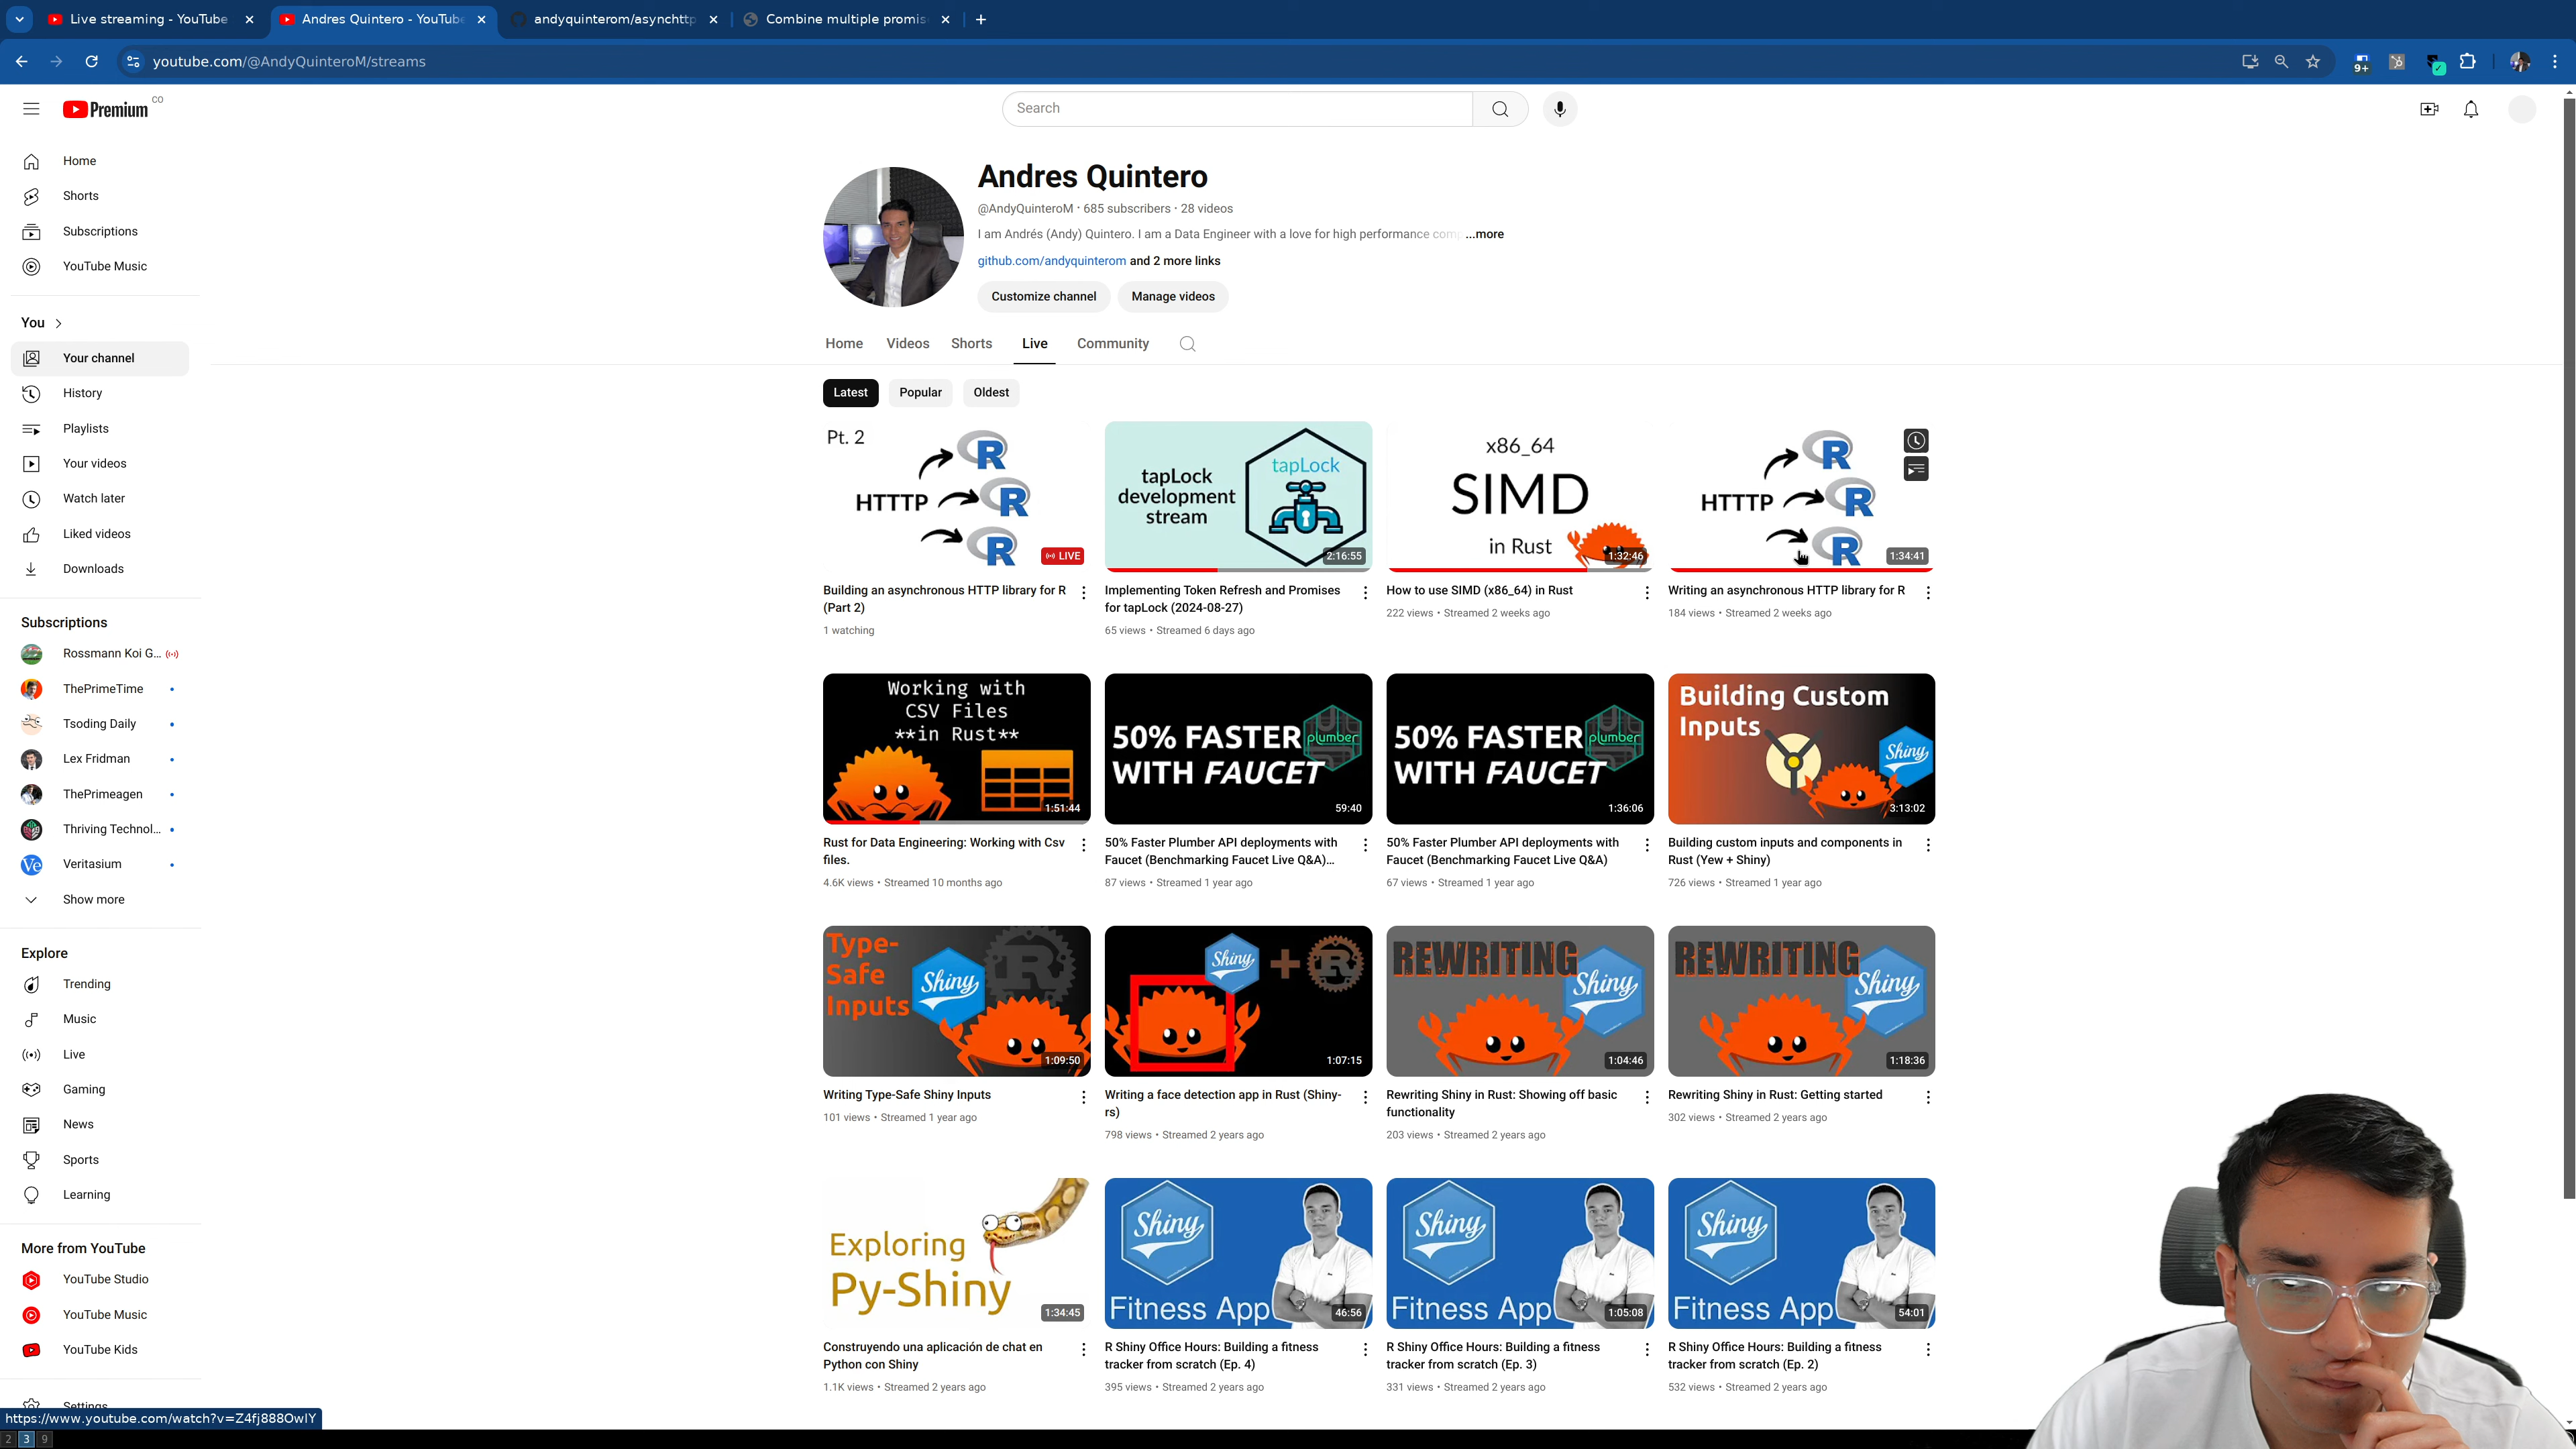 Live streaming - YouTube
Andres Quintero - YouTube
andyquinterom/asynchttp
Combine multiple promis
youtube.com/@AndyQuinteroM/streams
9+
Premium CO
Search
Home
Shorts
Subscriptions
YouTube Music
You
Your channel
History
Playlists
Your videos
Watch later
Liked videos
Downloads
Subscriptions
Rossmann Koi G...
ThePrimeTime
Tsoding Daily
Lex Fridman
ThePrimeagen
Thriving Technol...
Veritasium
Show more
Explore
Trending
Music
Live
Gaming
News
Sports
Learning
More from YouTube
YouTube Studio
YouTube Music
YouTube Kids
Settings
https://www.youtube.com/watch?v=Z4fj888OwlY
2 3 9
Andres Quintero
@AndyQuinteroM · 685 subscribers · 28 videos
I am Andrés (Andy) Quintero. I am a Data Engineer with a love for high performance com ...more
github.com/andyquinterom and 2 more links
Customize channel
Manage videos
Home
Videos
Shorts
Live
Community
Latest
Popular
Oldest
Pt. 2
HTTTP
R
R
R
LIVE
Building an asynchronous HTTP library for R
(Part 2)
1 watching
tapLock
development
stream
tapLock
2:16:55
Implementing Token Refresh and Promises
for tapLock (2024-08-27)
65 views · Streamed 6 days ago
x86_64
SIMD
in Rust
1:32:46
How to use SIMD (x86_64) in Rust
222 views · Streamed 2 weeks ago
HTTTP
R
R
R
1:34:41
Writing an asynchronous HTTP library for R
184 views · Streamed 2 weeks ago
Working with
CSV Files
**in Rust**
1:51:44
Rust for Data Engineering: Working with Csv
files.
4.6K views · Streamed 10 months ago
50% FASTER
WITH FAUCET
plumber
59:40
50% Faster Plumber API deployments with
Faucet (Benchmarking Faucet Live Q&A)...
87 views · Streamed 1 year ago
50% FASTER
WITH FAUCET
plumber
1:36:06
50% Faster Plumber API deployments with
Faucet (Benchmarking Faucet Live Q&A)
67 views · Streamed 1 year ago
Building Custom
Inputs
Shiny
3:13:02
Building custom inputs and components in
Rust (Yew + Shiny)
726 views · Streamed 1 year ago
Type-
Safe
Inputs
Shiny
1:09:50
Writing Type-Safe Shiny Inputs
101 views · Streamed 1 year ago
Shiny
+
R
1:07:15
Writing a face detection app in Rust (Shiny-
rs)
798 views · Streamed 2 years ago
REWRITING
Shiny
1:04:46
Rewriting Shiny in Rust: Showing off basic
functionality
203 views · Streamed 2 years ago
REWRITING
Shiny
1:18:36
Rewriting Shiny in Rust: Getting started
302 views · Streamed 2 years ago
Exploring
Py-Shiny
1:34:45
Construyendo una aplicación de chat en
Python con Shiny
1.1K views · Streamed 2 years ago
Shiny
Fitness App
46:56
R Shiny Office Hours: Building a fitness
tracker from scratch (Ep. 4)
395 views · Streamed 2 years ago
Shiny
Fitness App
1:05:08
R Shiny Office Hours: Building a fitness
tracker from scratch (Ep. 3)
331 views · Streamed 2 years ago
Shiny
Fitness App
54:01
R Shiny Office Hours: Building a fitness
tracker from scratch (Ep. 2)
532 views · Streamed 2 years ago